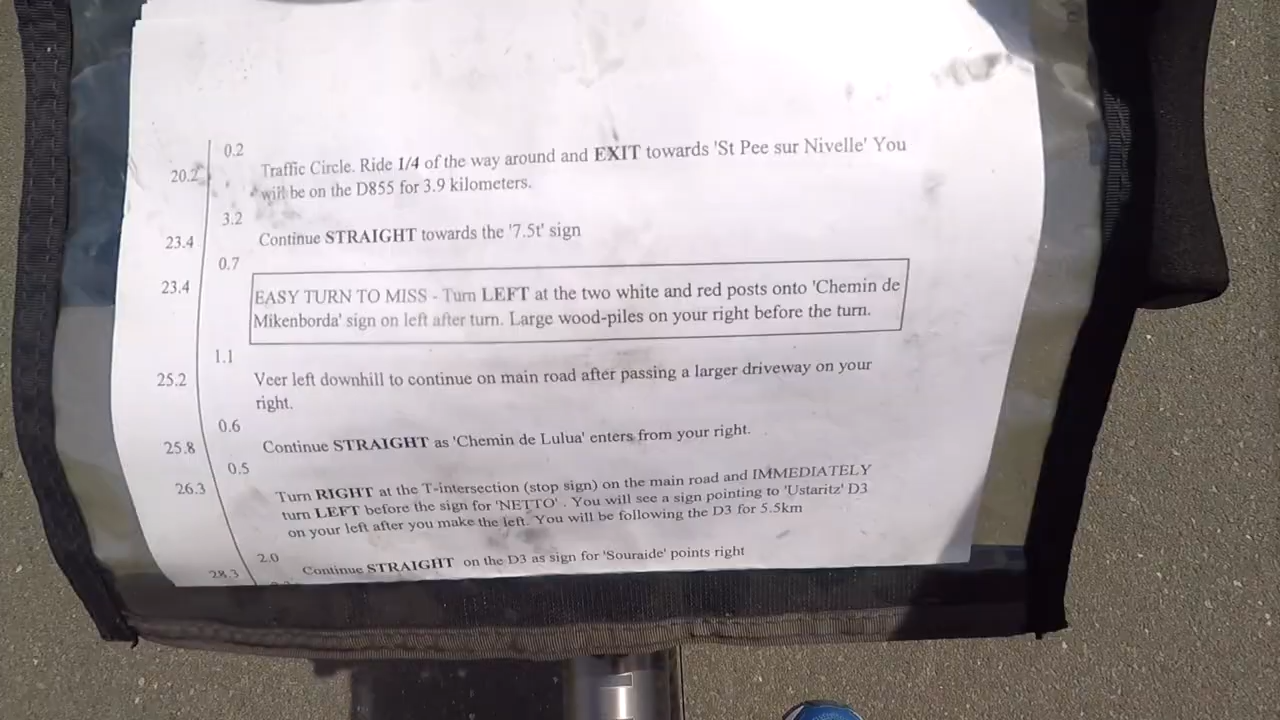 0.2
20.2 Traffic Circle. Ride 1/4 of the way around and EXIT towards 'St Pee sur Nivelle' You
will be on the D855 for 3.9 kilometers.
3.2
23.4 Continue STRAIGHT towards the '7.5t' sign
0.7
23.4 EASY TURN TO MISS - Turn LEFT at the two white and red posts onto 'Chemin de
Mikenborda' sign on left after turn. Large wood-piles on your right before the turn.
1.1
25.2 Veer left downhill to continue on main road after passing a larger driveway on your
right.
0.6
25.8 Continue STRAIGHT as 'Chemin de Lulua' enters from your right.
0.5
26.3 Turn RIGHT at the T-intersection (stop sign) on the main road and IMMEDIATELY
turn LEFT before the sign for 'NETTO' . You will see a sign pointing to 'Ustaritz' D3
on your left after you make the left. You will be following the D3 for 5.5km
2.0
28.3 Continue STRAIGHT on the D3 as sign for 'Souraide' points right